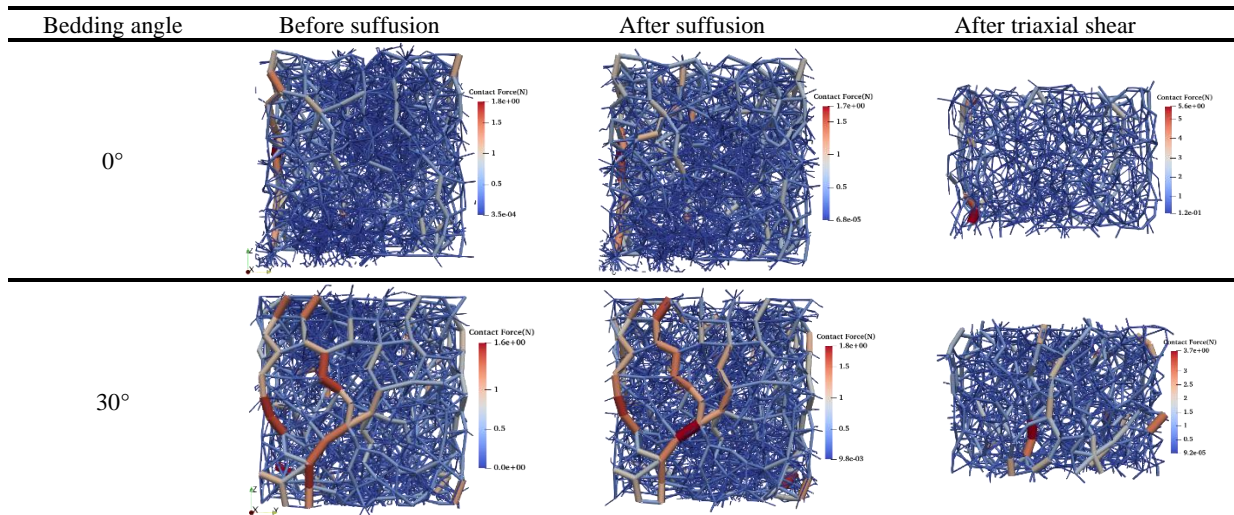 Bedding angle Before suffusion After suffusion After triaxial shear
0°
Contact Force(N)
1.8e+00
1.5
1
0.5
3.5e-04
Z
X Y
Contact Force(N)
1.7e+00
1.5
1
0.5
6.8e-05
Contact Force(N)
5.6e+00
5
4
3
2
1
1.2e-01
30°
Contact Force(N)
1.6e+00
1
0.5
0.0e+00
Z
X Y
Contact Force(N)
1.8e+00
1.5
1
0.5
9.8e-03
Contact Force(N)
3.7e+00
3
2.5
2
1.5
1
0.5
9.2e-05